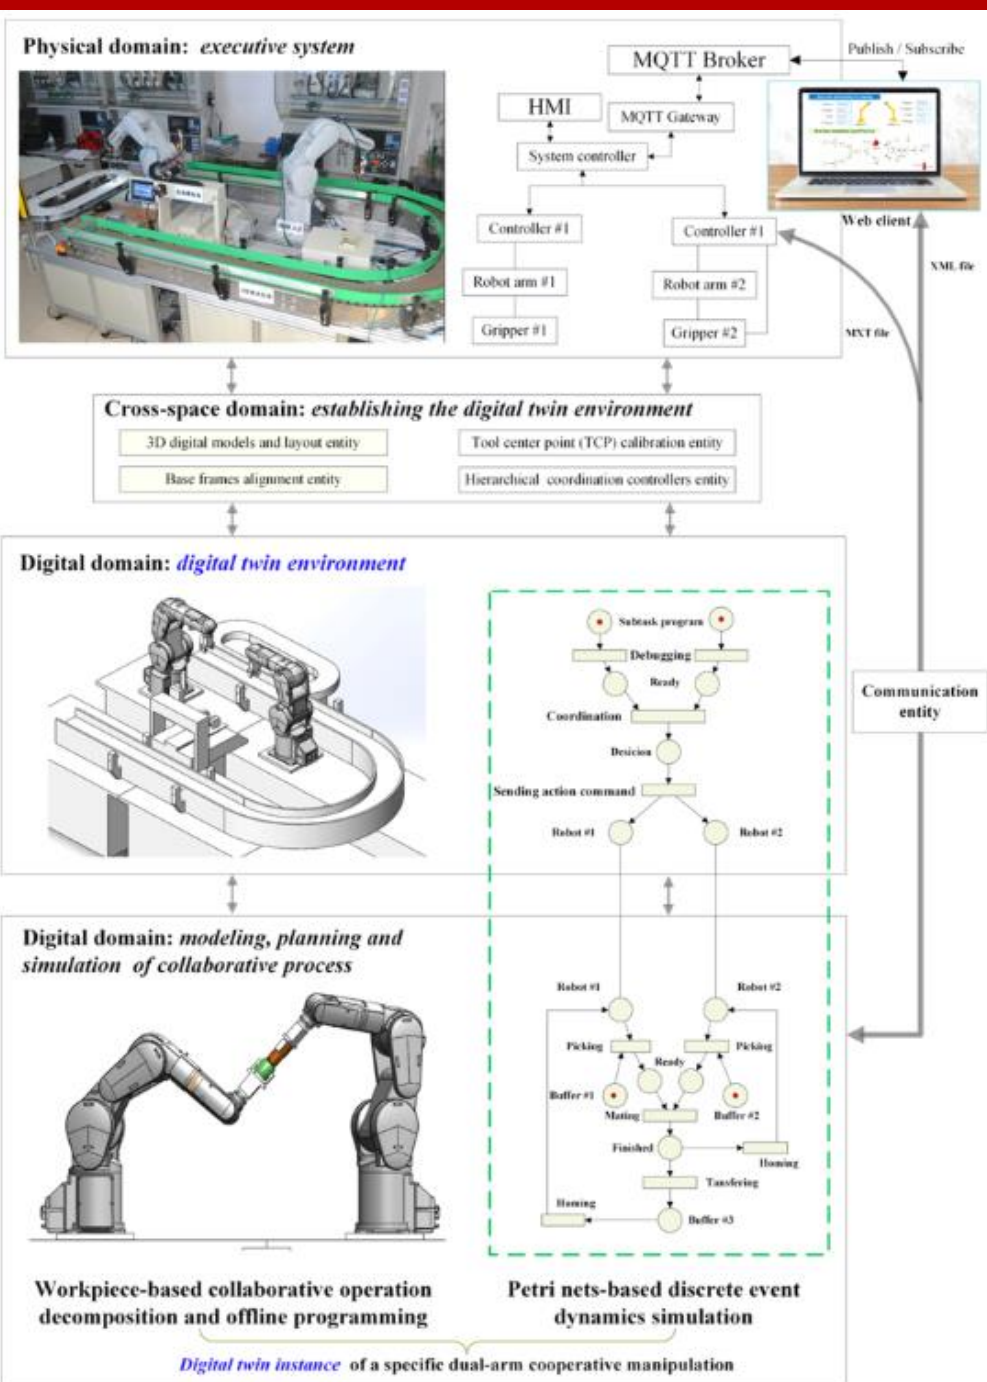 Physical domain: executive system
MQTT Broker
Publish / Subscribe
HMI
MQTT Gateway
System controller
Controller #1
Controller #1
Web client
XML file
Robot arm #1
Robot arm #2
Gripper #1
Gripper #2
MXT file
Cross-space domain: establishing the digital twin environment
3D digital models and layout entity
Tool center point (TCP) calibration entity
Base frames alignment entity
Hierarchical coordination controllers entity
Digital domain: digital twin environment
Subtask program
Debugging
Ready
Coordination
Desicion
Sending action command
Robot #1
Robot #2
Communication
entity
Digital domain: modeling, planning and
simulation of collaborative process
Robot #1
Robot #2
Picking
Picking
Ready
Buffer #1
Mating
Buffer #2
Finished
Homing
Tansfering
Homing
Buffer #3
Workpiece-based collaborative operation
decomposition and offline programming
Petri nets-based discrete event
dynamics simulation
Digital twin instance of a specific dual-arm cooperative manipulation